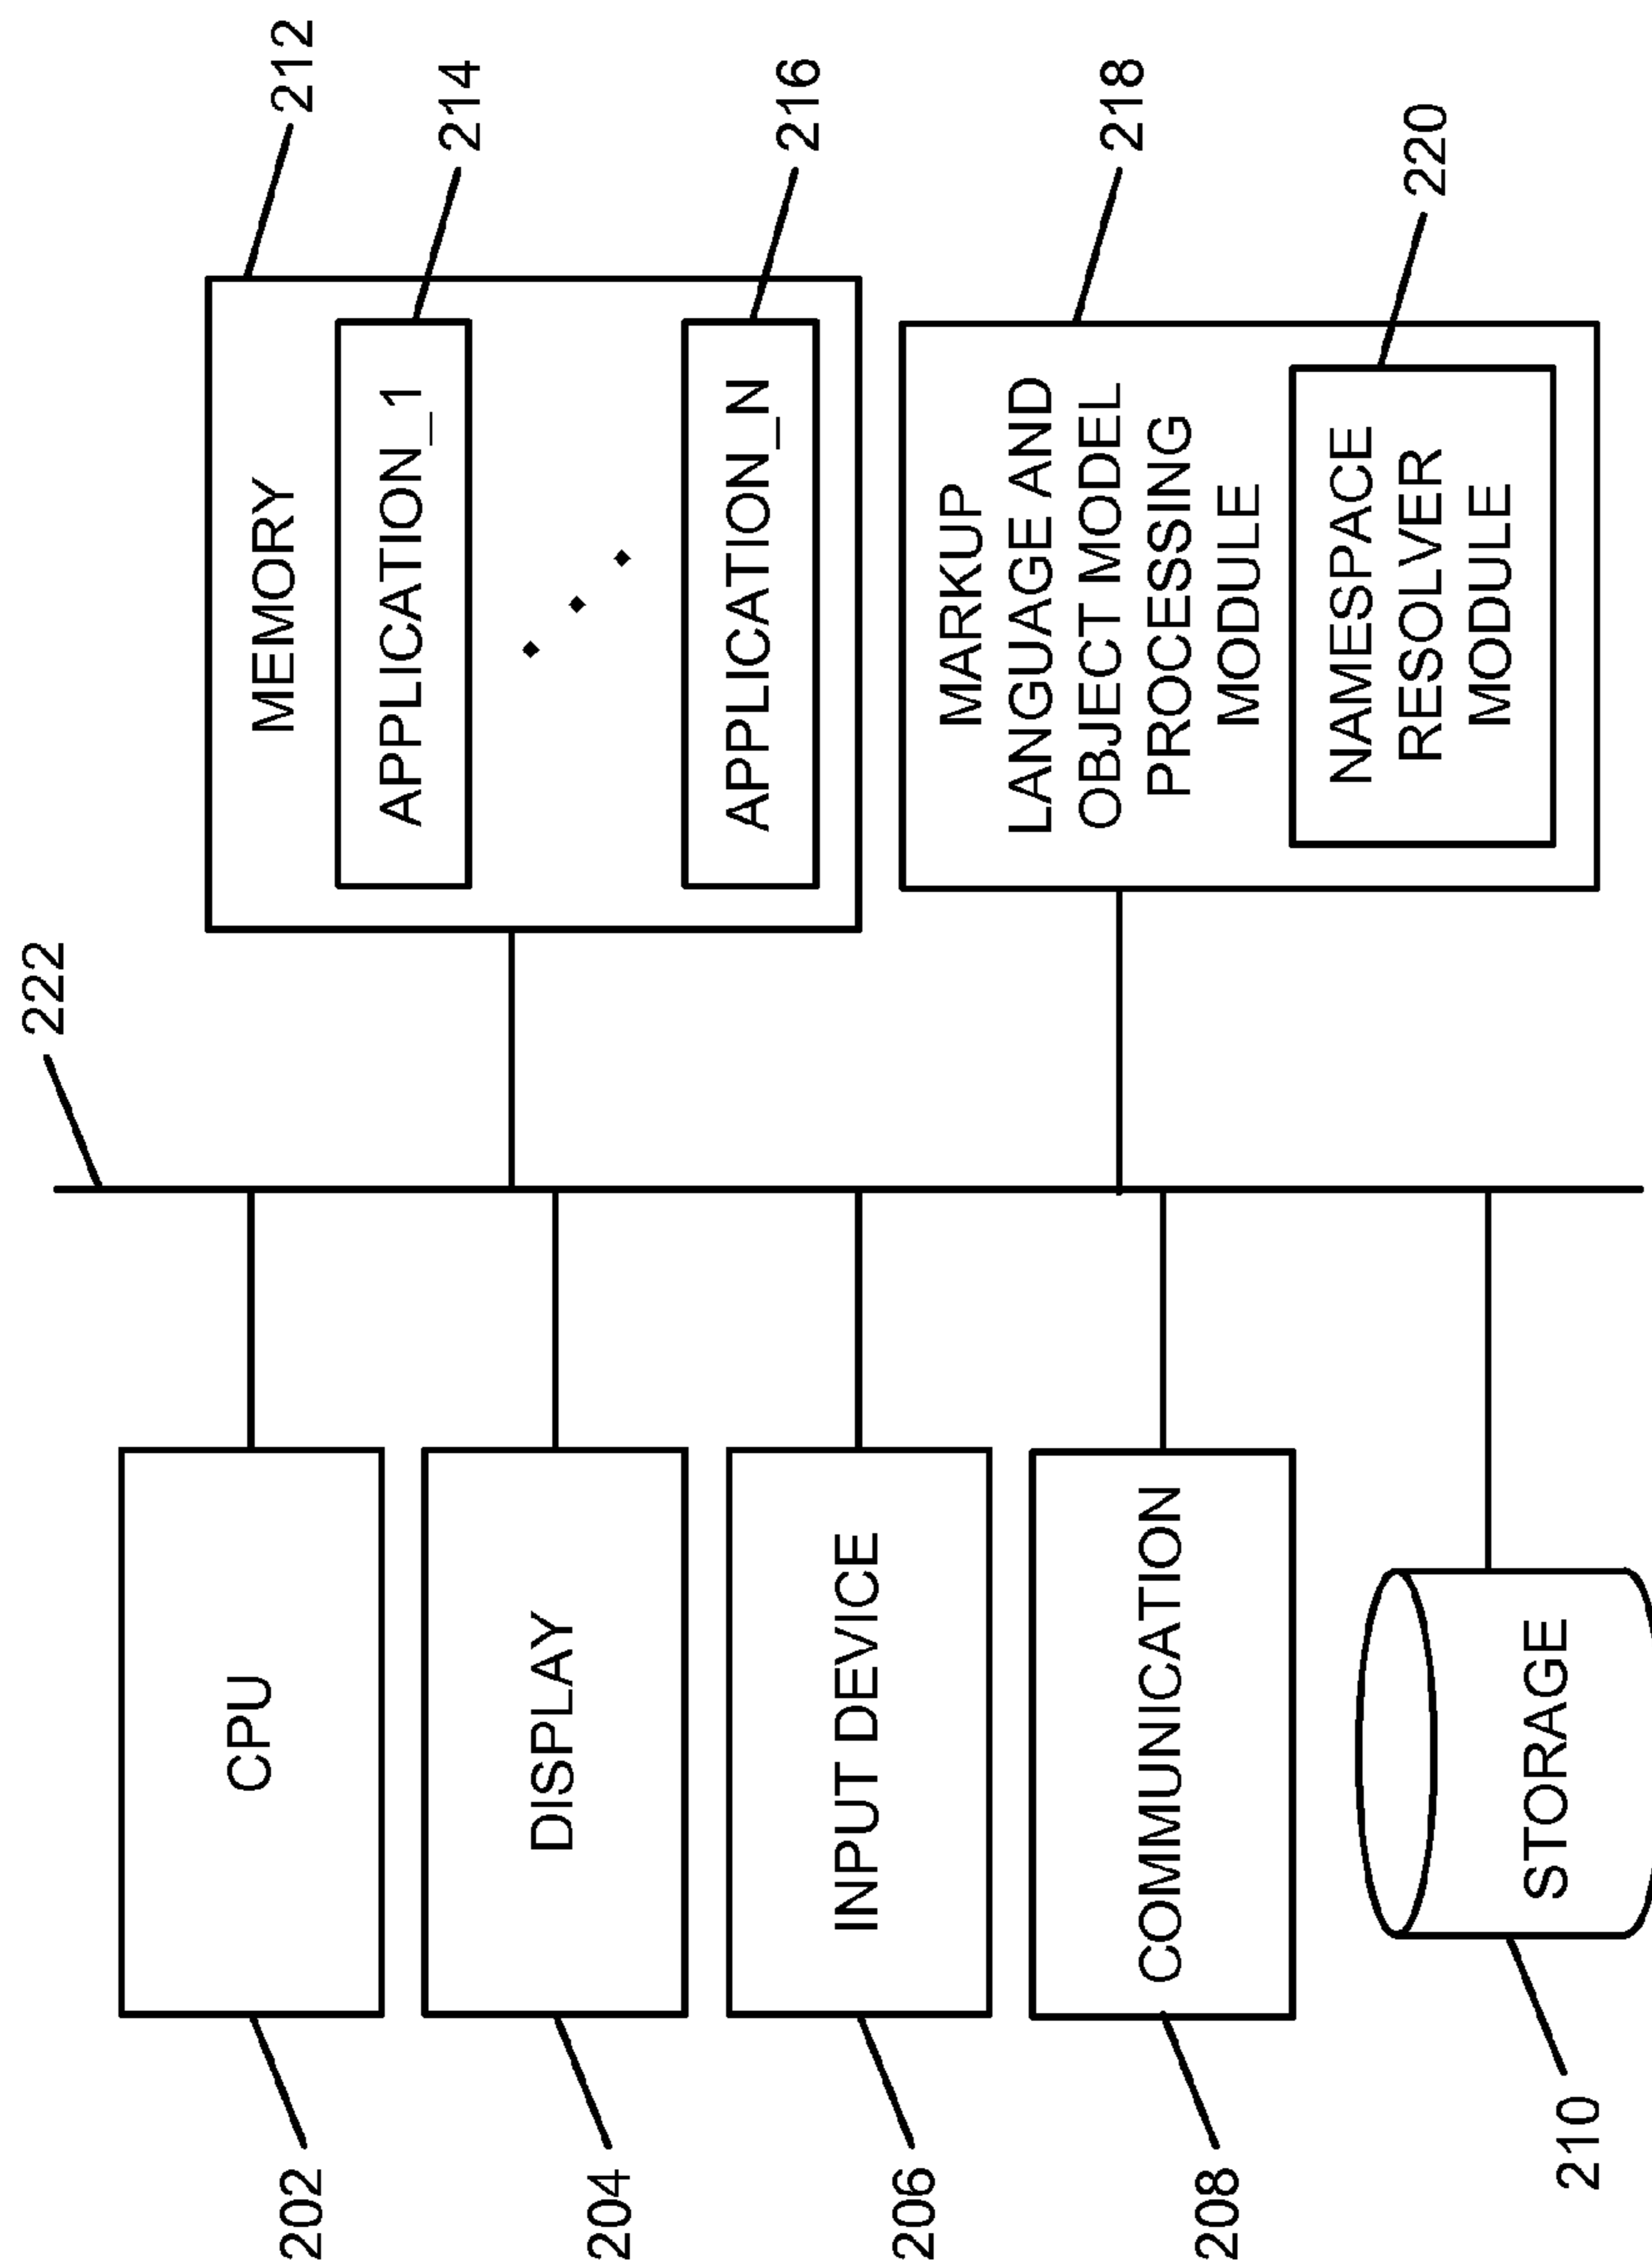 222
212
MEMORY
214
APPLICATION_1
216
APPLICATION_N
218
MARKUP
LANGUAGE AND
OBJECT MODEL
PROCESSING
MODULE
220
NAMESPACE
RESOLVER
MODULE
202
CPU
204
DISPLAY
206
INPUT DEVICE
208
COMMUNICATION
210
STORAGE